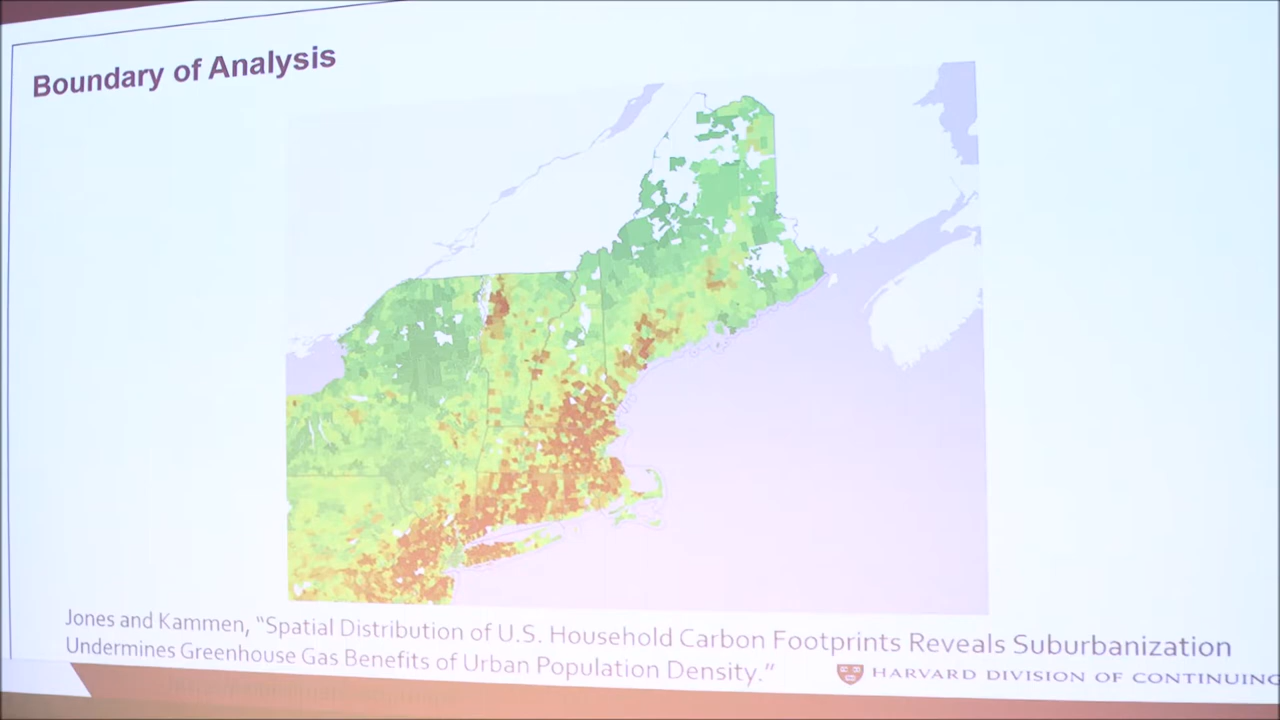 Boundary of Analysis
Jones and Kammen, “Spatial Distribution of U.S. Household Carbon Footprints Reveals Suburbanization
Undermines Greenhouse Gas Benefits of Urban Population Density.”
HARVARD DIVISION OF CONTINUING